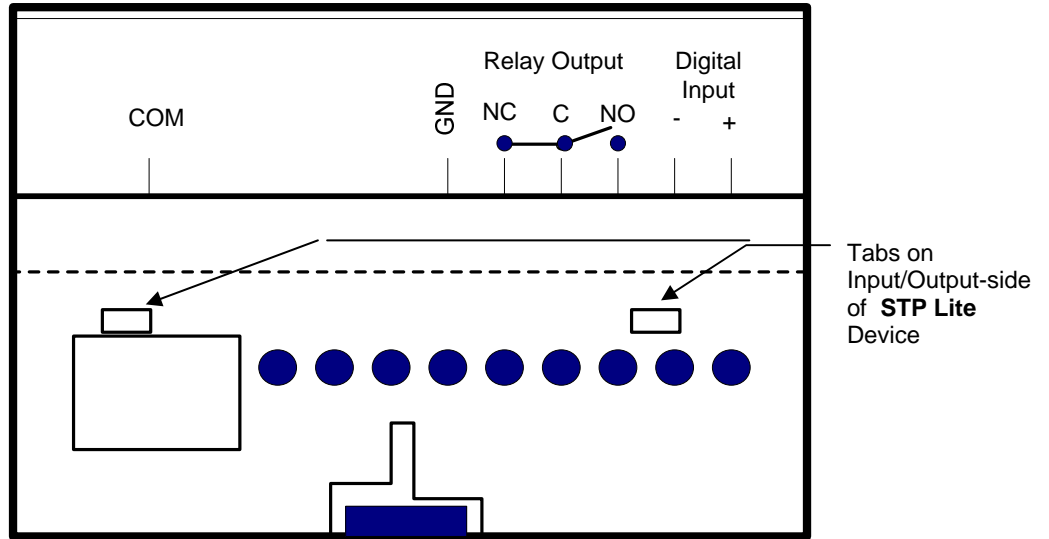 Relay Output
Digital
Input
COM
GND
NC C NO
- +
Tabs on
Input/Output-side
of STP Lite
Device